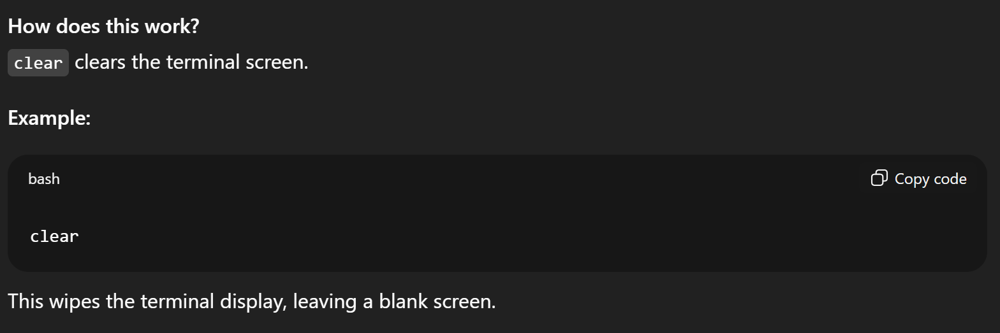 How does this work?
clear clears the terminal screen.
Example:
bash
Copy code
clear
This wipes the terminal display, leaving a blank screen.